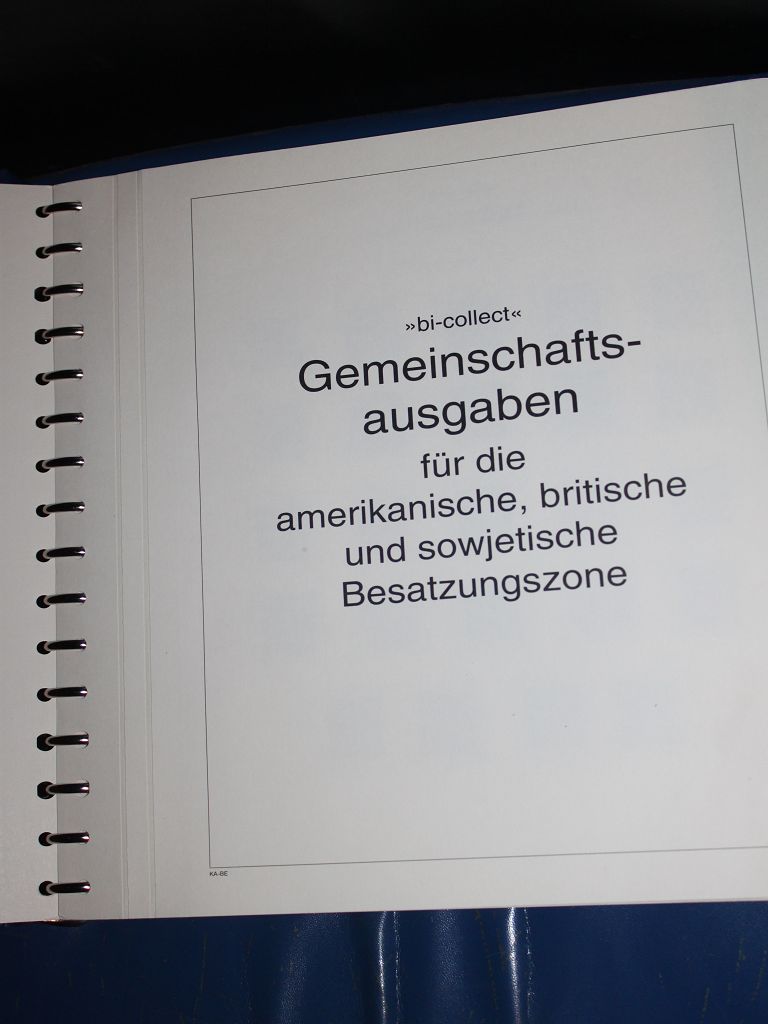 »bi-collect«
Gemeinschafts-
ausgaben
für die
amerikanische, britische
und sowjetische
Besatzungszone
KA-BE